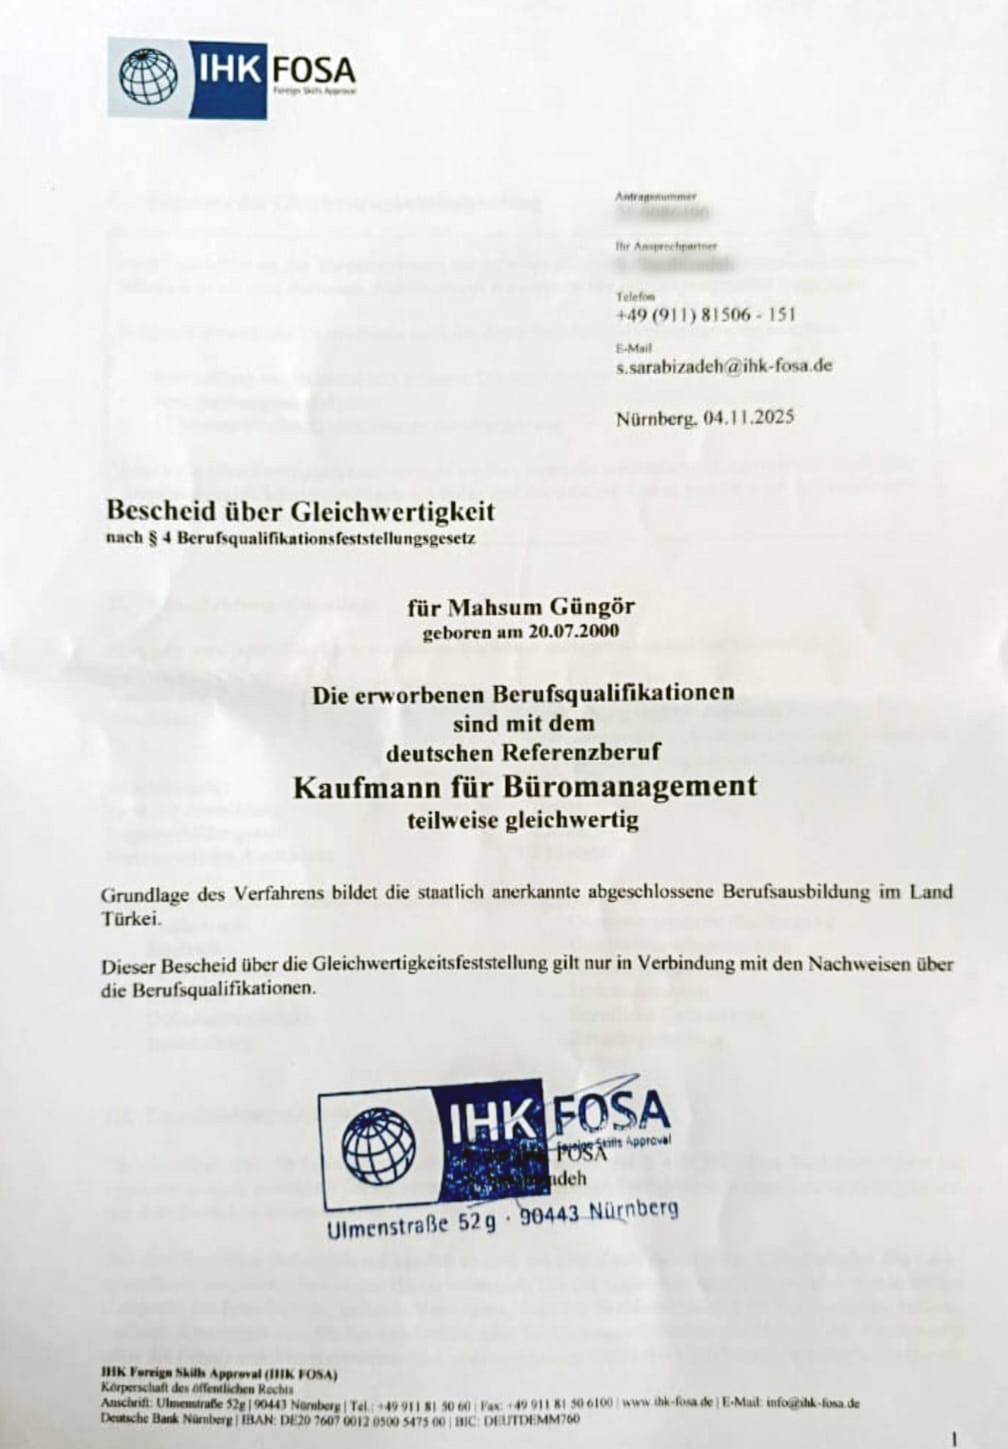 IHK FOSA
Foreign Skills Approval
Antragsnummer
Ihr Ansprechpartner
Telefon
+49 (911) 81506 - 151
E-Mail
s.sarabizadeh@ihk-fosa.de
Nürnberg, 04.11.2025
Bescheid über Gleichwertigkeit
nach § 4 Berufsqualifikationsfeststellungsgesetz
für Mahsum Güngör
geboren am 20.07.2000
Die erworbenen Berufsqualifikationen
sind mit dem
deutschen Referenzberuf
Kaufmann für Büromanagement
teilweise gleichwertig
Grundlage des Verfahrens bildet die staatlich anerkannte abgeschlossene Berufsausbildung im Land
Türkei.
Dieser Bescheid über die Gleichwertigkeitsfeststellung gilt nur in Verbindung mit den Nachweisen über
die Berufsqualifikationen.
IHK FOSA
Foreign Skills Approval
FOSA
Ulmenstraße 52g · 90443 Nürnberg
IHK Foreign Skills Approval (IHK FOSA)
Körperschaft des öffentlichen Rechts
Anschrift: Ulmenstraße 52g | 90443 Nürnberg | Tel.: +49 911 81 50 60 | Fax: +49 911 81 50 6100 | www.ihk-fosa.de | E-Mail: info@ihk-fosa.de
Deutsche Bank Nürnberg | IBAN: DE20 7607 0012 0500 5475 00 | BIC: DEUTDEMM760
1